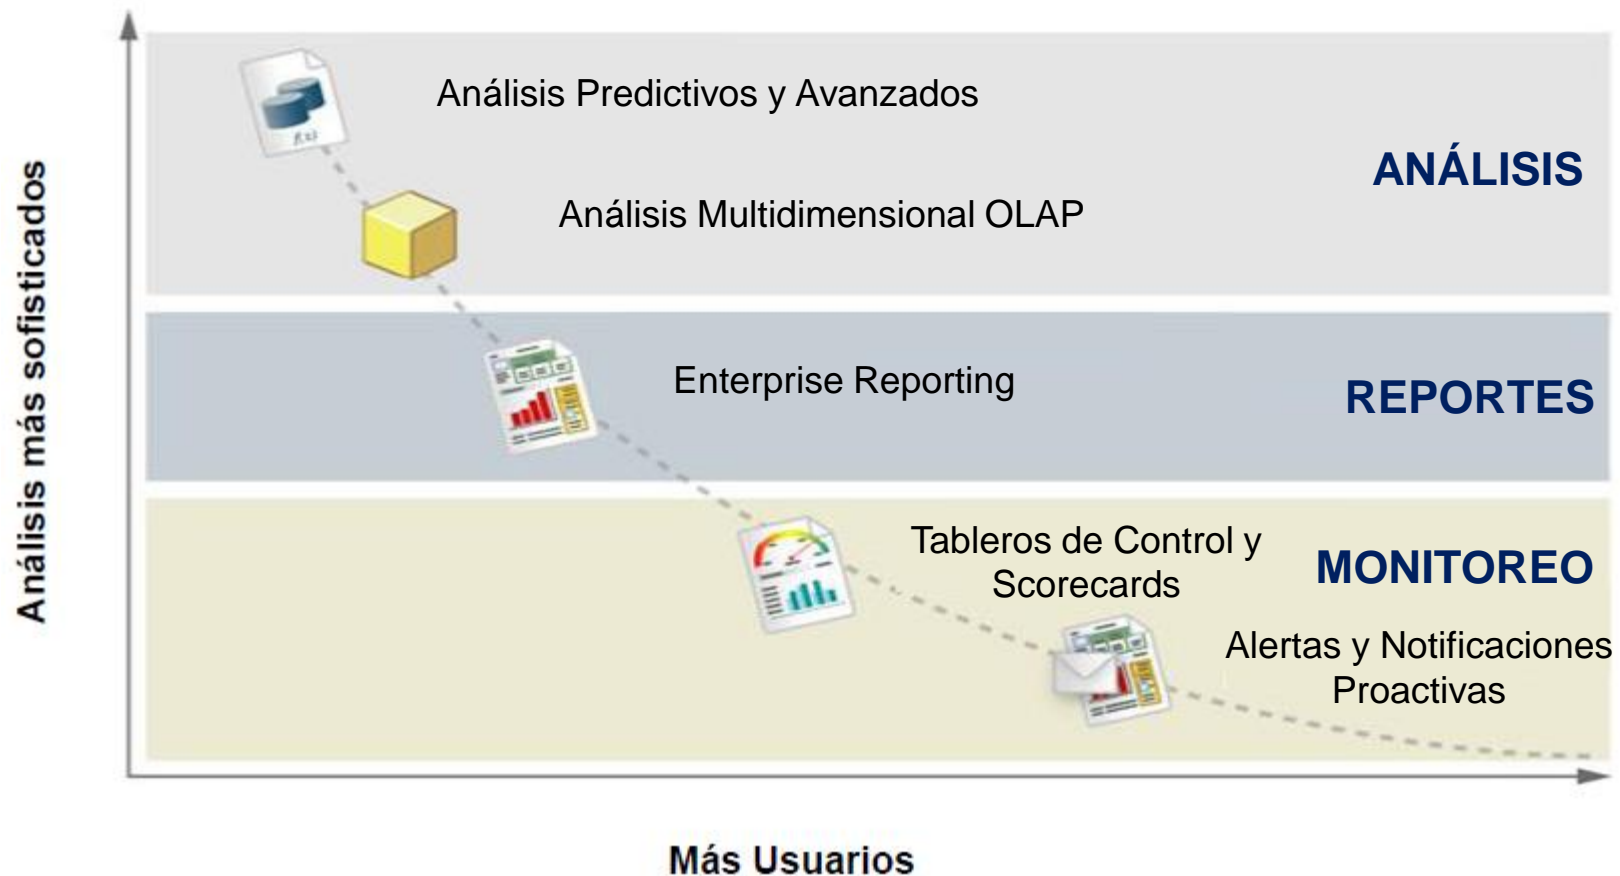 Análisis más sofisticados
Análisis Predictivos y Avanzados
ANÁLISIS
Análisis Multidimensional OLAP
Enterprise Reporting
REPORTES
Tableros de Control y
Scorecards
MONITOREO
Alertas y Notificaciones
Proactivas
Más Usuarios